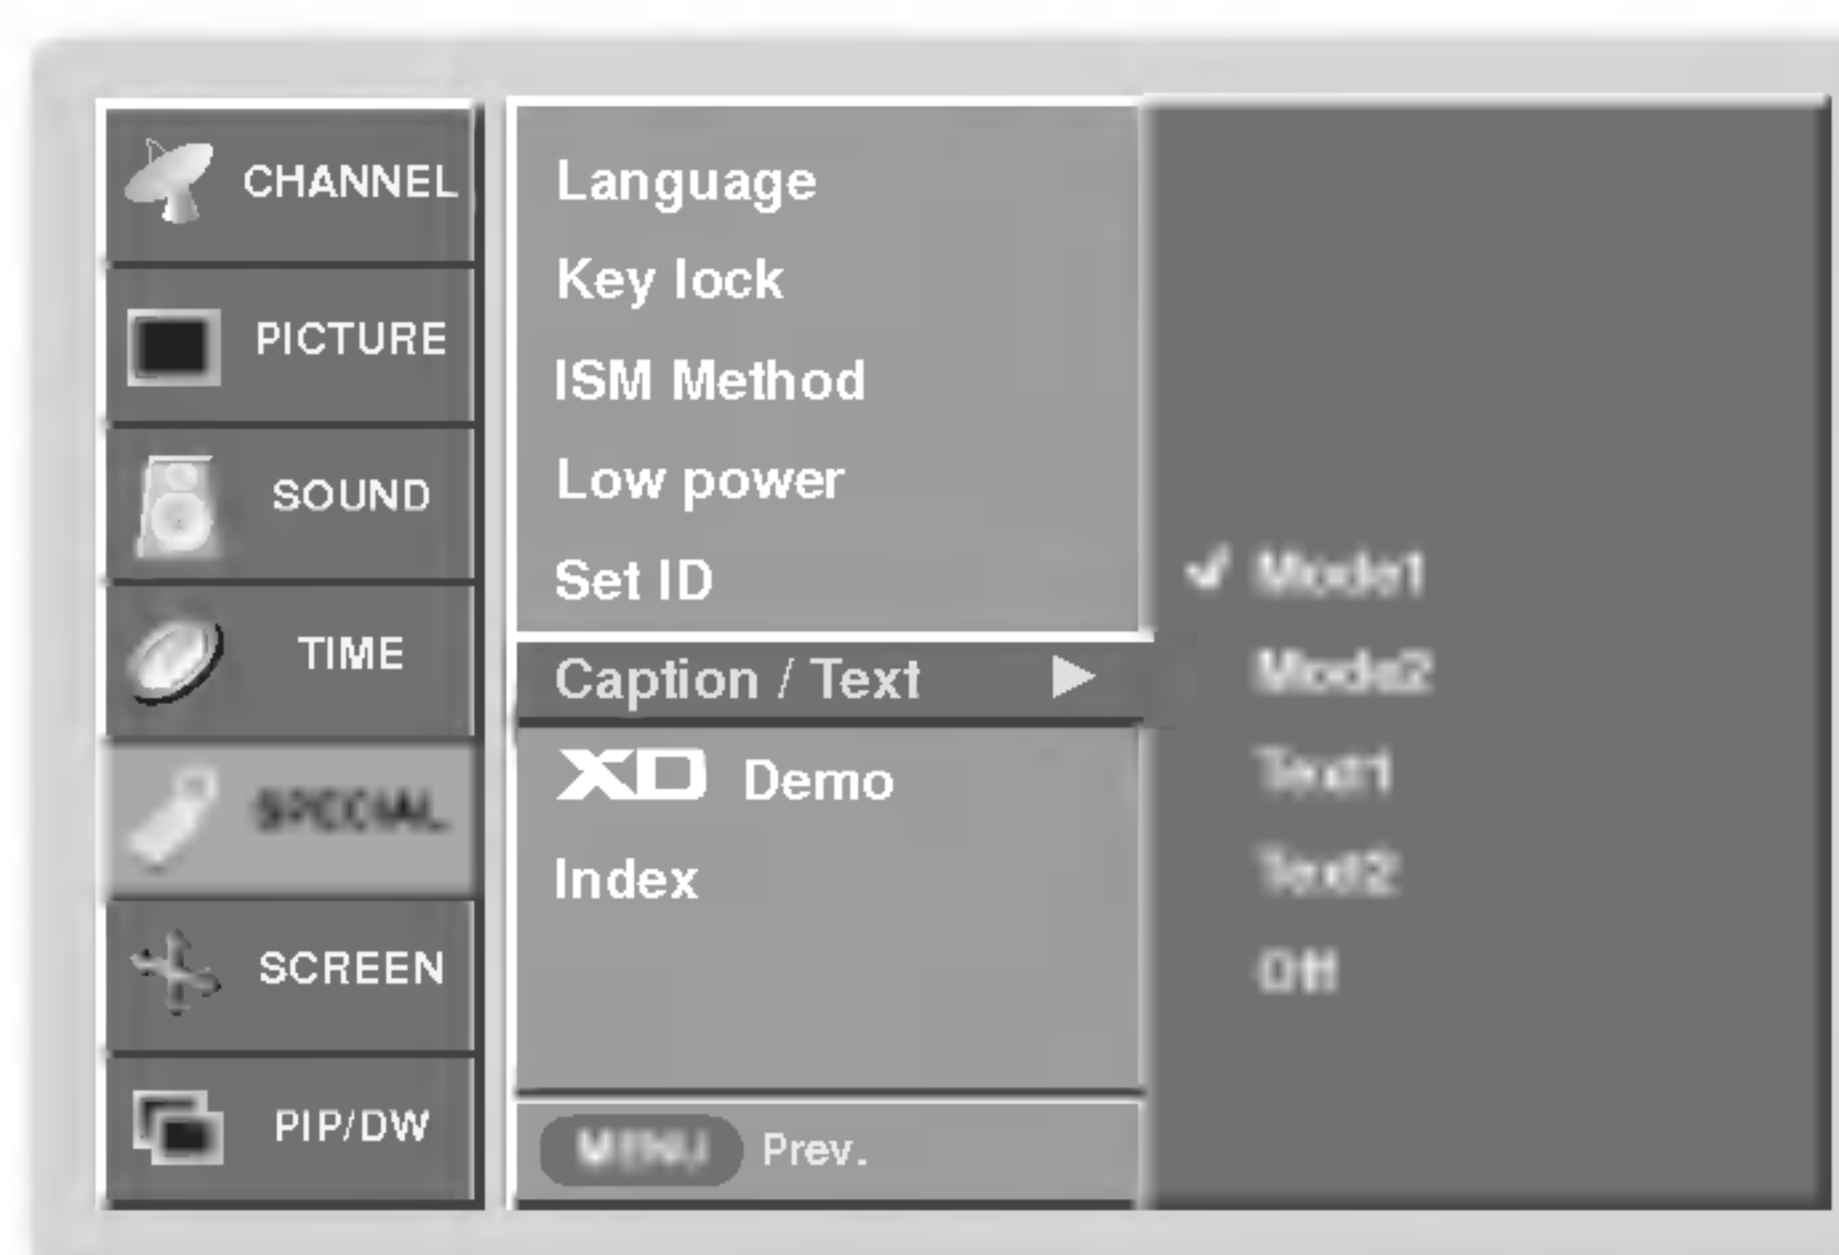 CHANNEL
PICTURE
SOUND
TIME
SPECIAL
SCREEN
PIP/DW
Language
Key lock
ISM Method
Low power
Set ID
Caption / Text
XD Demo
Index
MENU Prev.
Mode1
Mode2
Text1
Text2
Off